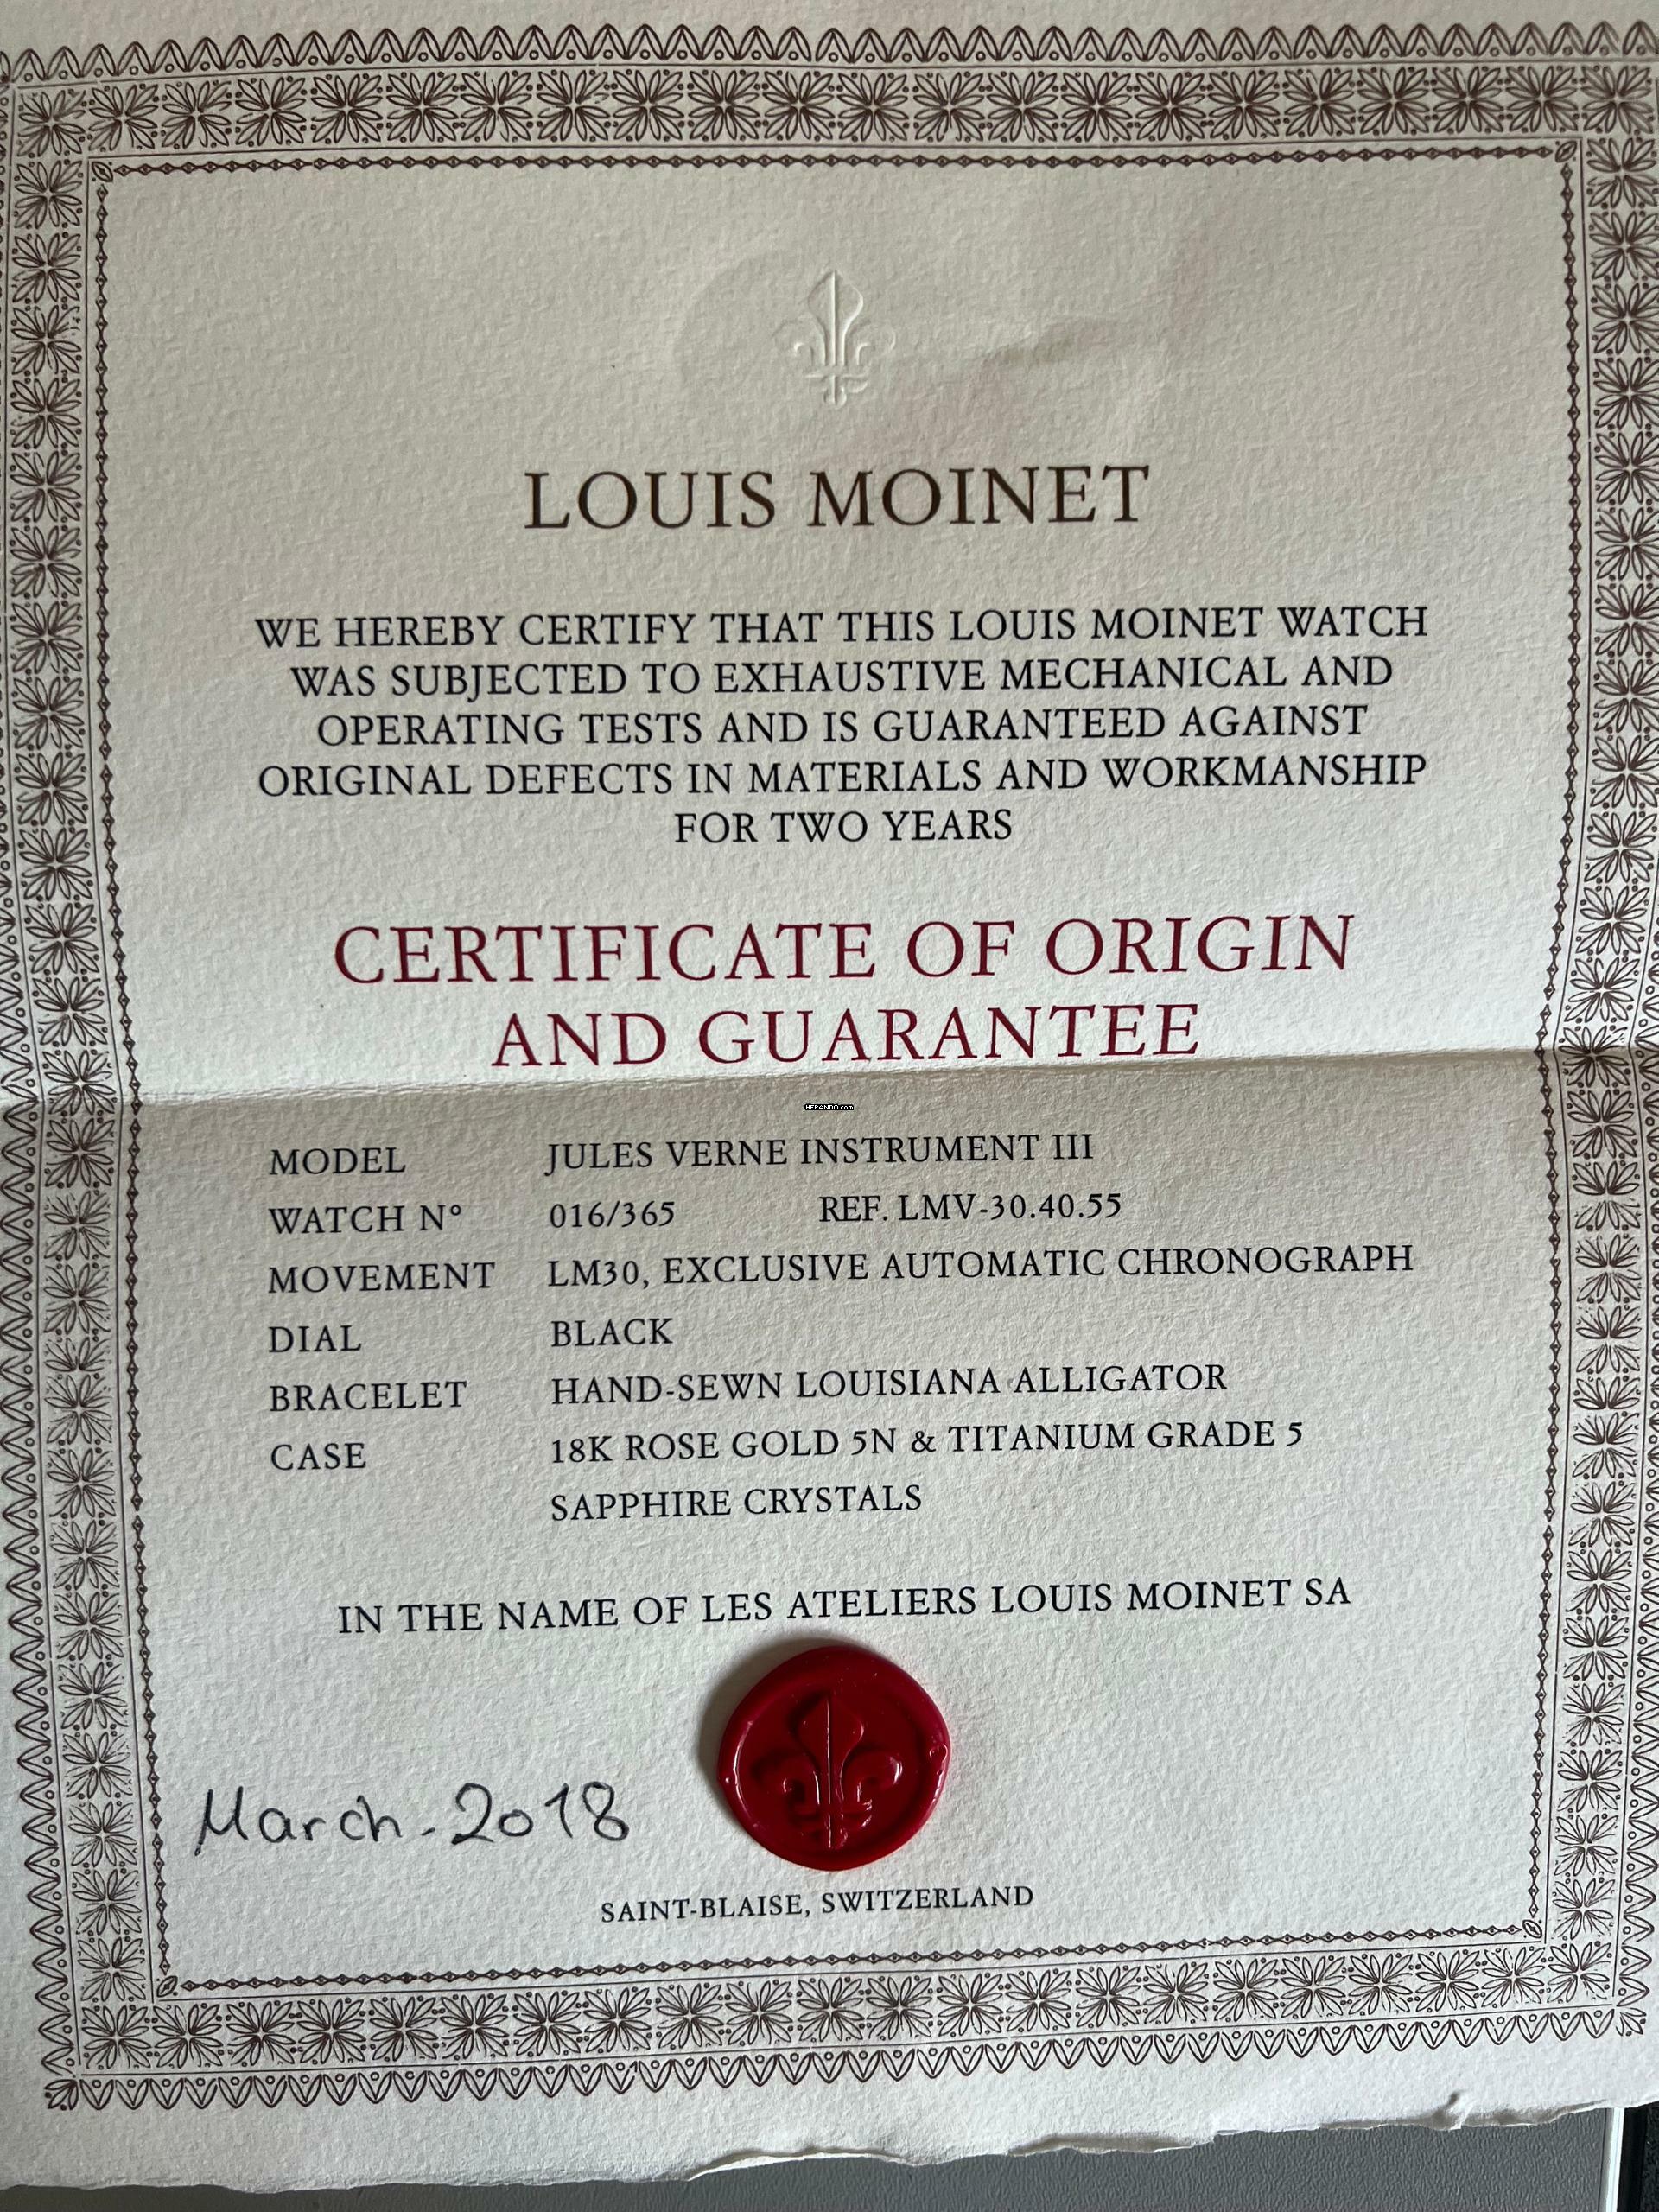 LOUIS MOINET
WE HEREBY CERTIFY THAT THIS LOUIS MOINET WATCH
WAS SUBJECTED TO EXHAUSTIVE MECHANICAL AND
OPERATING TESTS AND IS GUARANTEED AGAINST
ORIGINAL DEFECTS IN MATERIALS AND WORKMANSHIP
FOR TWO YEARS
CERTIFICATE OF ORIGIN
AND GUARANTEE
HERANDO.com
MODEL JULES VERNE INSTRUMENT III
WATCH N° 016/365 REF. LMV-30.40.55
MOVEMENT LM30, EXCLUSIVE AUTOMATIC CHRONOGRAPH
DIAL BLACK
BRACELET HAND-SEWN LOUISIANA ALLIGATOR
CASE 18K ROSE GOLD 5N & TITANIUM GRADE 5
SAPPHIRE CRYSTALS
IN THE NAME OF LES ATELIERS LOUIS MOINET SA
March-2018
SAINT-BLAISE, SWITZERLAND